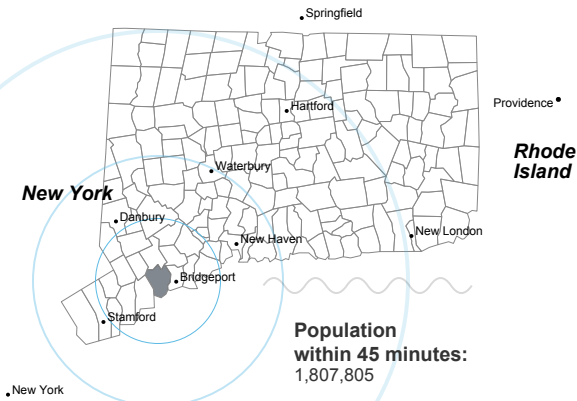 Springfield
Providence
Hartford
Rhode
Island
Waterbury
New York
Danbury
New London
New Haven
Bridgeport
Stamford
Population
within 45 minutes:
1,807,805
New York